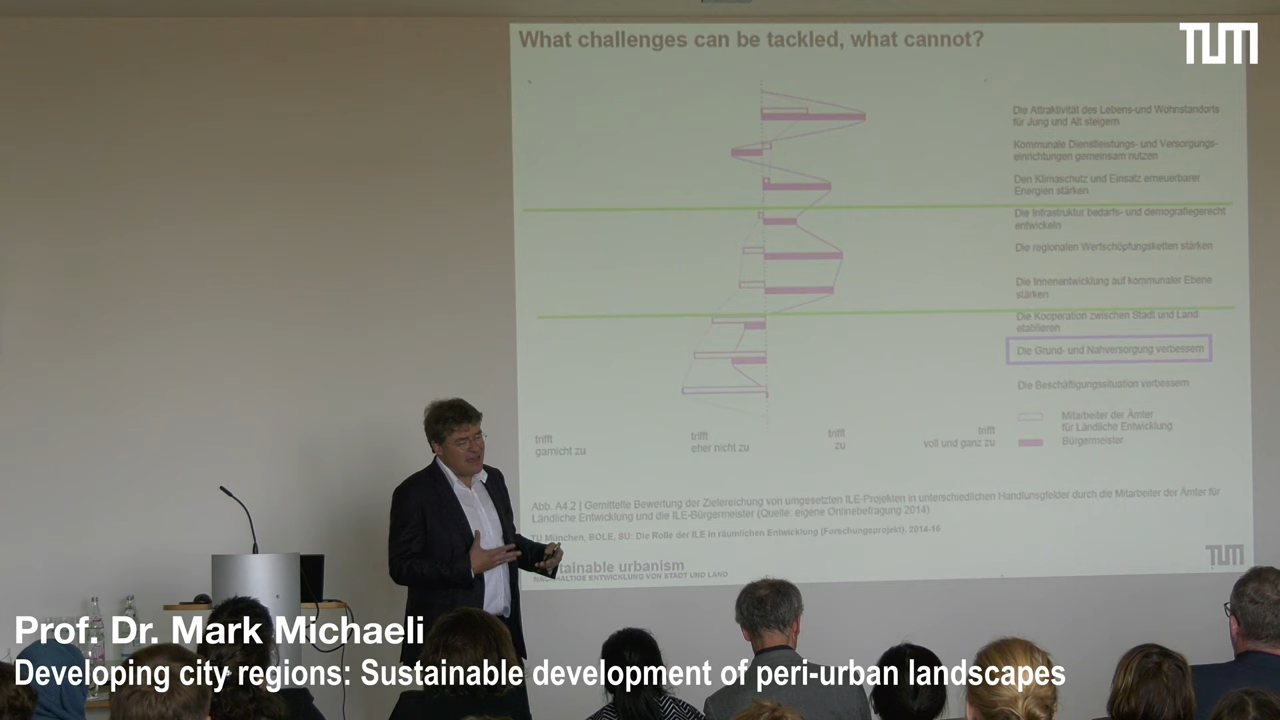 What challenges can be tackled, what cannot?
TUM
Die Attraktivität des Lebens-und Wohnstandorts
für Jung und Alt steigern
Kommunale Dienstleistungs- und Versorgungs-
einrichtungen gemeinsam nutzen
Den Klimaschutz und Einsatz erneuerbarer
Energien stärken
Die Infrastruktur bedarfs- und demografiegerecht
entwickeln
Die regionalen Wertschöpfungsketten stärken
Die Innenentwicklung auf kommunaler Ebene
stärken
Die Kooperation zwischen Stadt und Land
etablieren
Die Grund- und Nahversorgung verbessern
Die Beschäftigungssituation verbessern
Mitarbeiter der Ämter
für Ländliche Entwicklung
Bürgermeister
trifft
garnicht zu
trifft
eher nicht zu
trifft
zu
trifft
voll und ganz zu
Abb. A4.2 | Gemittelte Bewertung der Zielereichung von umgesetzten ILE-Projekten in unterschiedlichen Handlungsfelder durch die Mitarbeiter der Ämter für
Ländliche Entwicklung und die ILE-Bürgermeister (Quelle: eigene Onlinebefragung 2014)
TU München, BOLE, SU: Die Rolle der ILE in räumlichen Entwicklung (Forschungsprojekt), 2014-16
tainable urbanism
NACHHALTIGE ENTWICKLUNG VON STADT UND LAND
TUM
Prof. Dr. Mark Michaeli
Developing city regions: Sustainable development of peri-urban landscapes